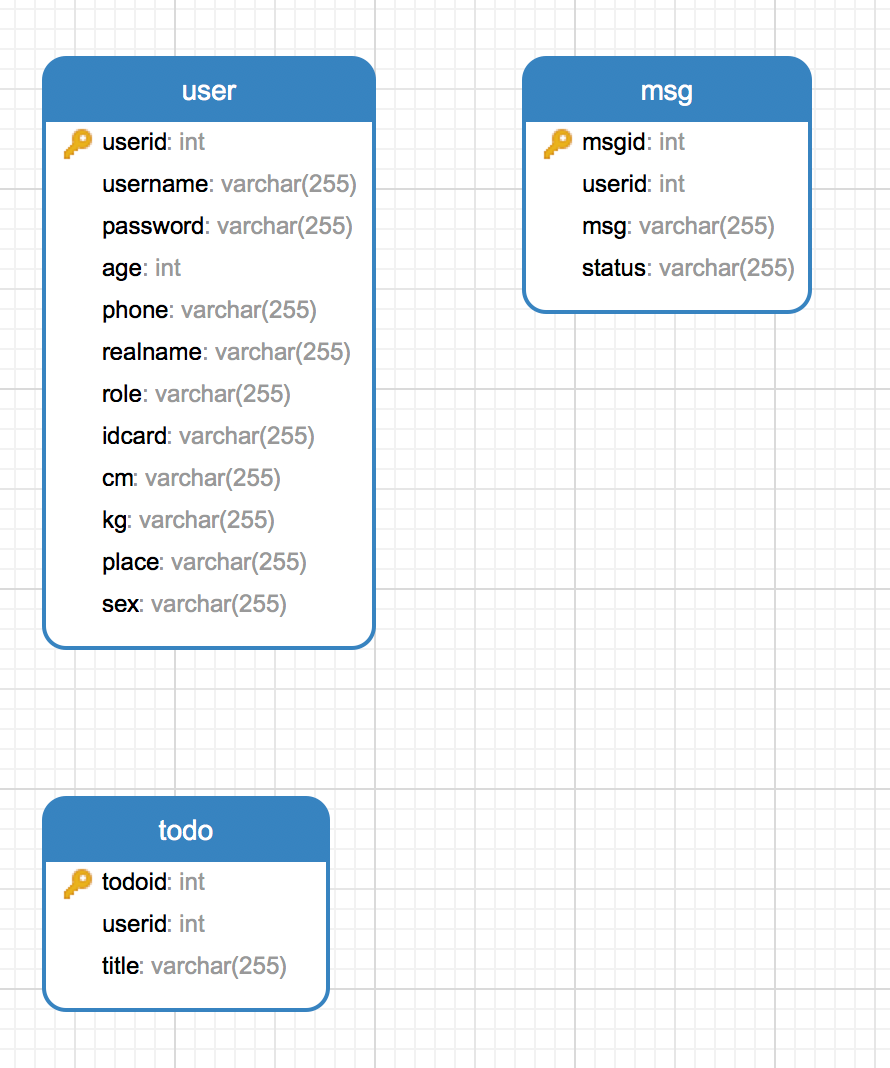 user
userid: int
username: varchar(255)
password: varchar(255)
age: int
phone: varchar(255)
realname: varchar(255)
role: varchar(255)
idcard: varchar(255)
cm: varchar(255)
kg: varchar(255)
place: varchar(255)
sex: varchar(255)
msg
msgid: int
userid: int
msg: varchar(255)
status: varchar(255)
todo
todoid: int
userid: int
title: varchar(255)